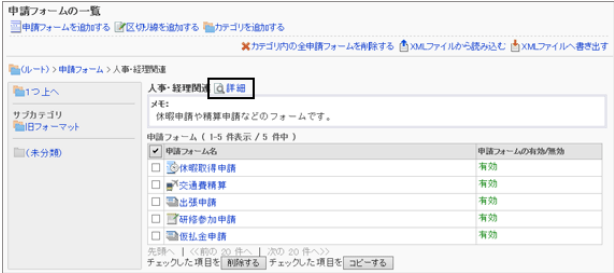 申請フォームの一覧
申請フォームを追加する 区切り線を追加する カテゴリを追加する
カテゴリ内の全申請フォームを削除する XMLファイルから読み込む XMLファイルへ書き出す
(ルート) > 申請フォーム > 人事・経理関連
1つ上へ
サブカテゴリ
旧フォーマット
(未分類)
人事・経理関連 詳細
メモ:
休暇申請や精算申請などのフォームです。
申請フォーム ( 1-5 件表示 / 5 件中 )
申請フォーム名 申請フォームの有効/無効
休暇取得申請 有効
交通費精算 有効
出張申請 有効
研修参加申請 有効
仮払金申請 有効
先頭へ | <<前の 20 件へ | 次の 20 件へ>>
チェックした項目を 削除する チェックした項目を コピーする